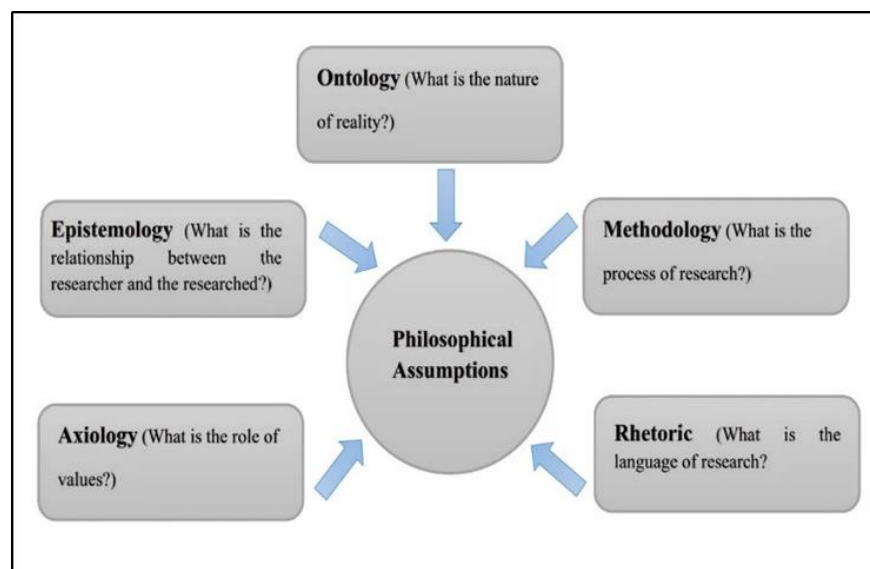 Ontology (What is the nature
of reality?)
Epistemology (What is the
relationship between the
researcher and the researched?)
Methodology (What is the
process of research?)
Philosophical
Assumptions
Axiology (What is the role of
values?)
Rhetoric (What is the
language of research?